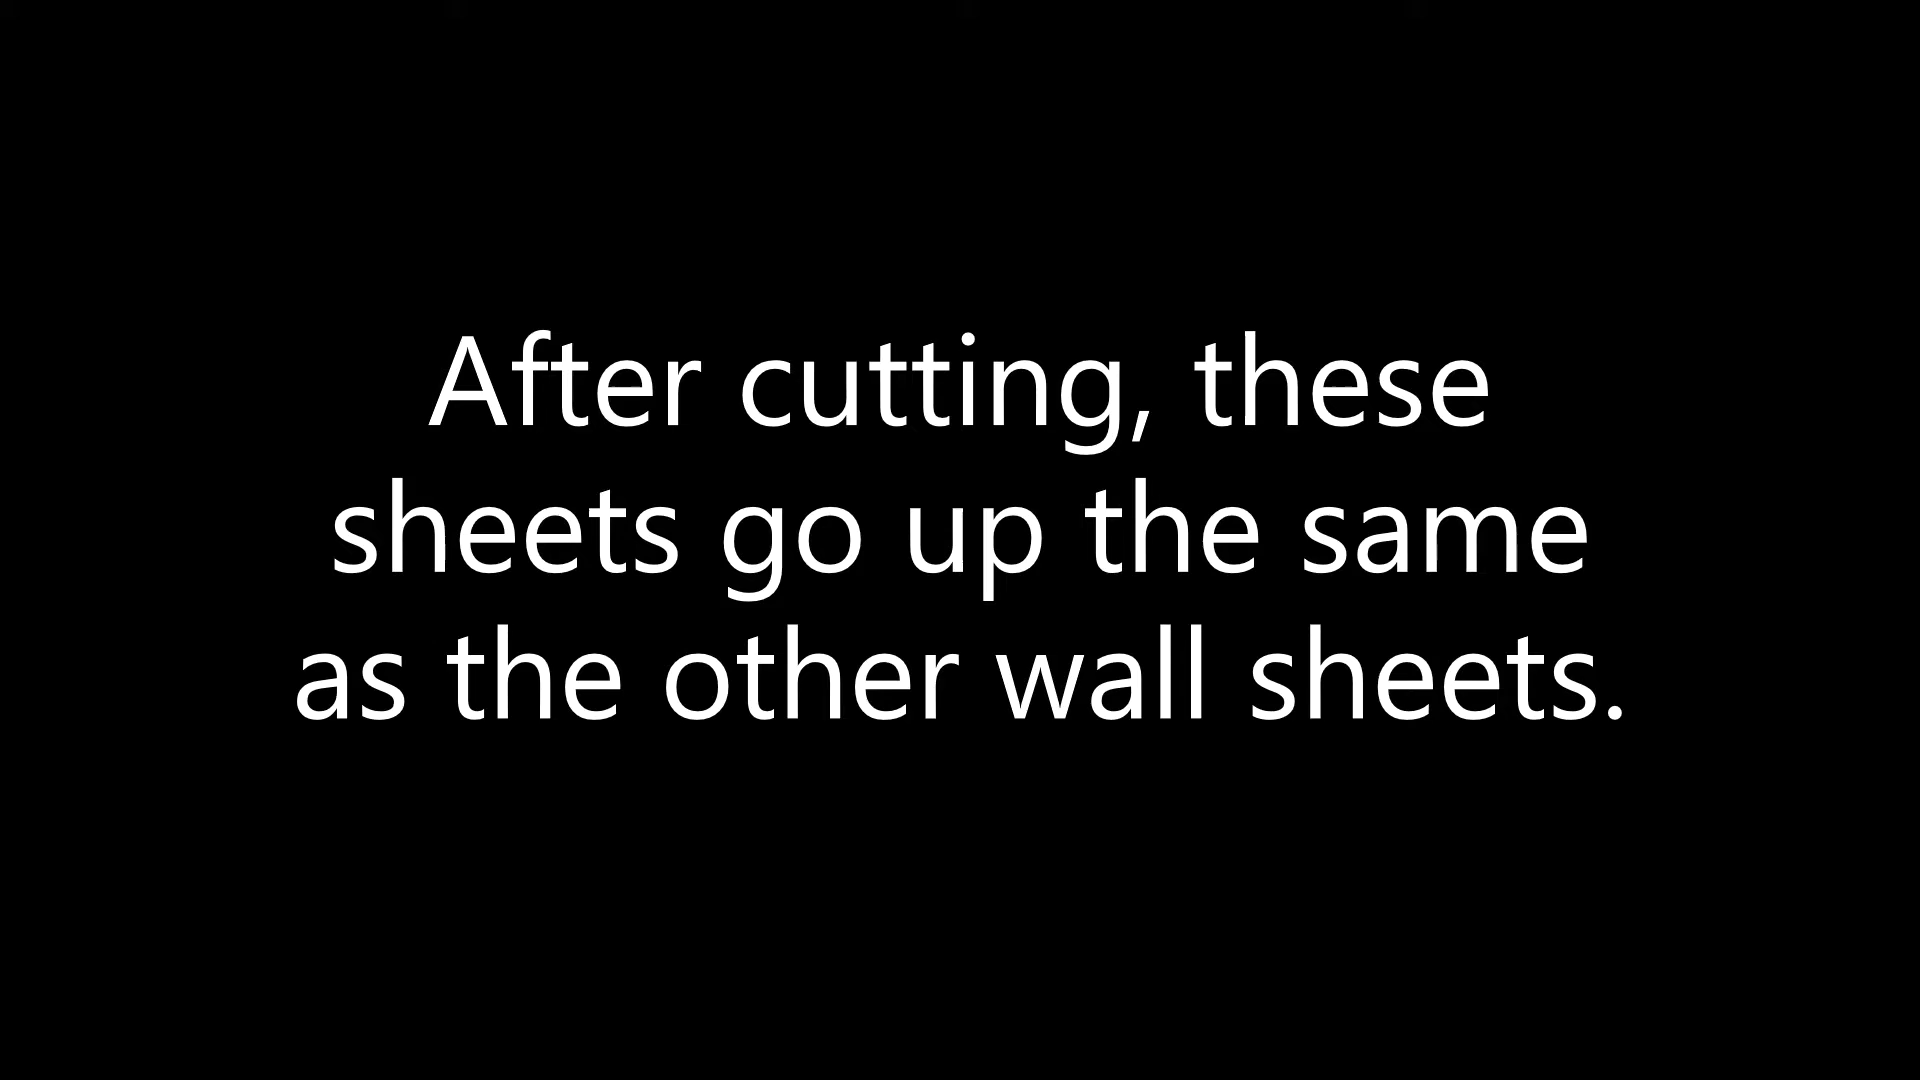 After cutting, these
sheets go up the same
as the other wall sheets.